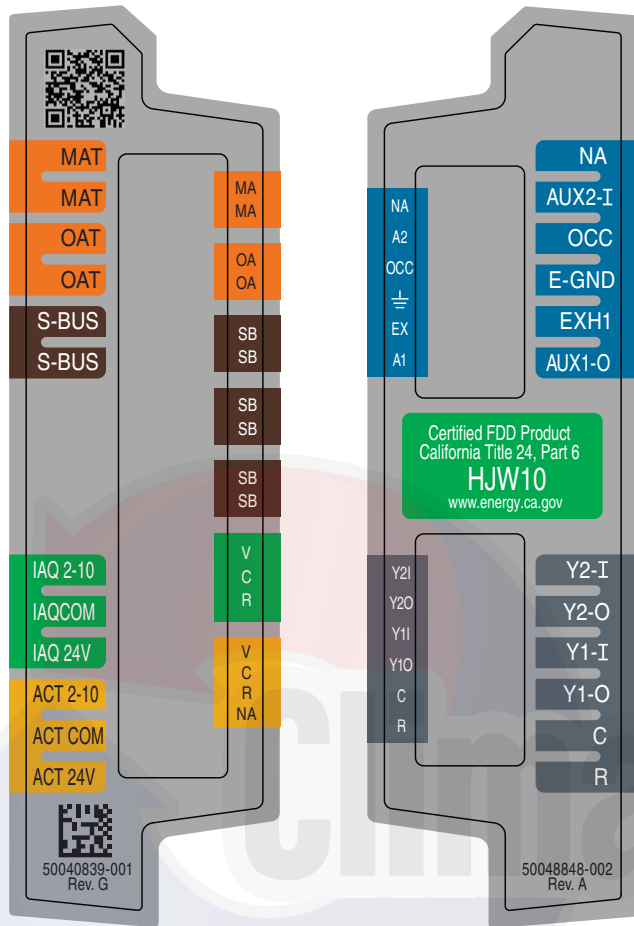 MAT
MAT
OAT
OAT
S-BUS
S-BUS
IAQ 2-10
IAQCOM
IAQ 24V
ACT 2-10
ACT COM
ACT 24V
50040839-001
Rev. G
MA
MA
OA
OA
SB
SB
SB
SB
SB
SB
V
C
R
V
C
R
NA
NA
A2
OCC
EX
A1
NA
AUX2-I
OCC
E-GND
EXH1
AUX1-O
Certified FDD Product
California Title 24, Part 6
HJW10
www.energy.ca.gov
Y2I
Y2O
Y1I
Y1O
C
R
Y2-I
Y2-O
Y1-I
Y1-O
C
R
50048848-002
Rev. A
Clima